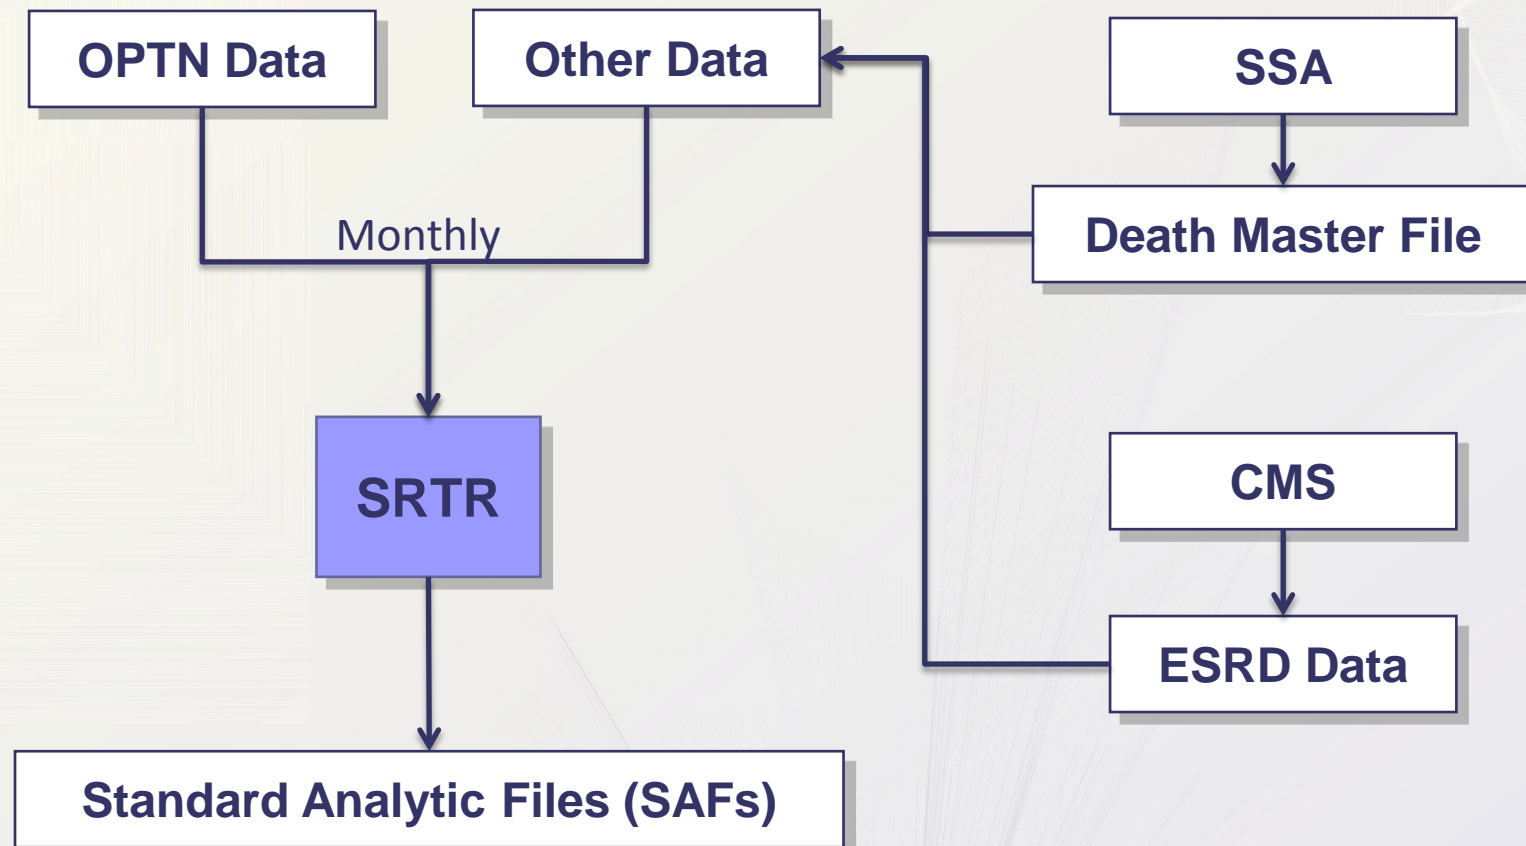 OPTN Data
Other Data
SSA
Monthly
Death Master File
SRTR
CMS
ESRD Data
Standard Analytic Files (SAFs)